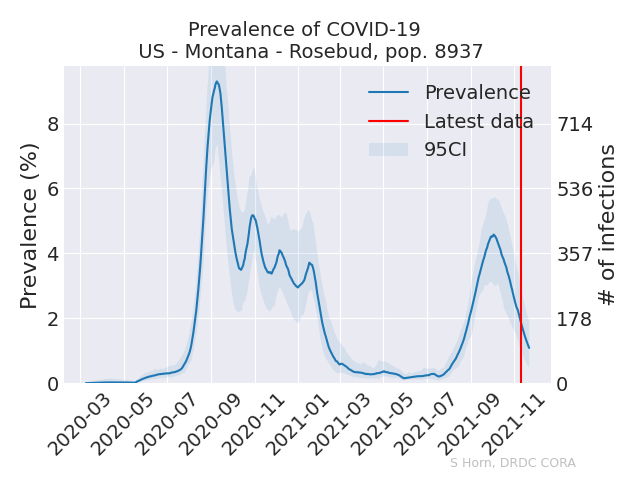 Prevalence of COVID-19
US - Montana - Rosebud, pop. 8937
Prevalence
Latest data
95CI
Prevalence (%)
8
6
4
2
0
714
536
357
178
0
# of infections
2020-03
2020-05
2020-07
2020-09
2020-11
2021-01
2021-03
2021-05
2021-07
2021-09
2021-11
S Horn, DRDC CORA